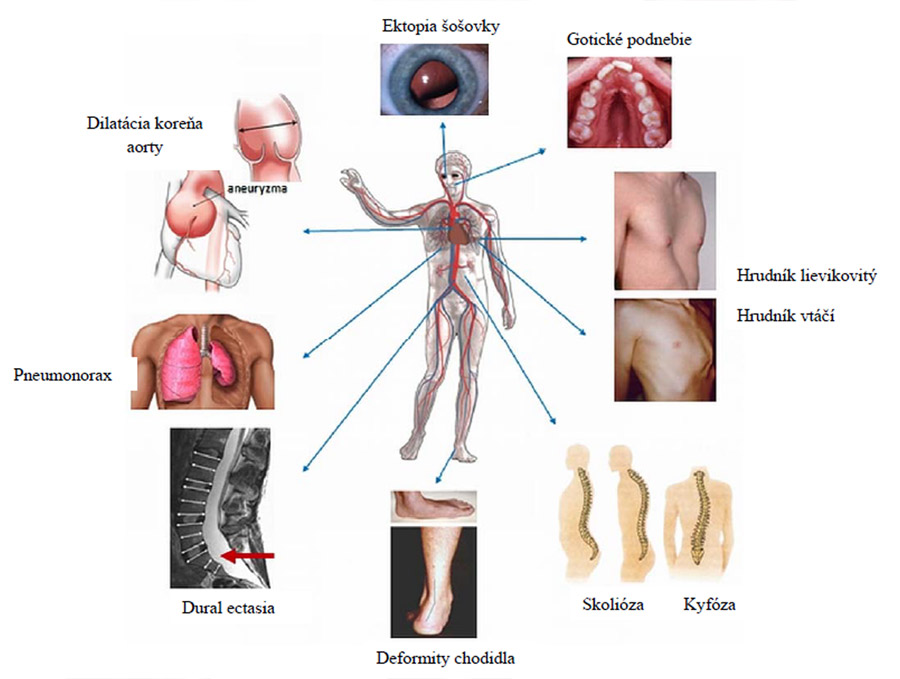 Ektopia šošovky
Gotické podnebie
Dilatácia koreňa
aorty
aneuryzma
Hrudník lievikovitý
Hrudník vtáčí
Pneumonorax
Dural ectasia
Skolióza
Kyfóza
Deformity chodidla